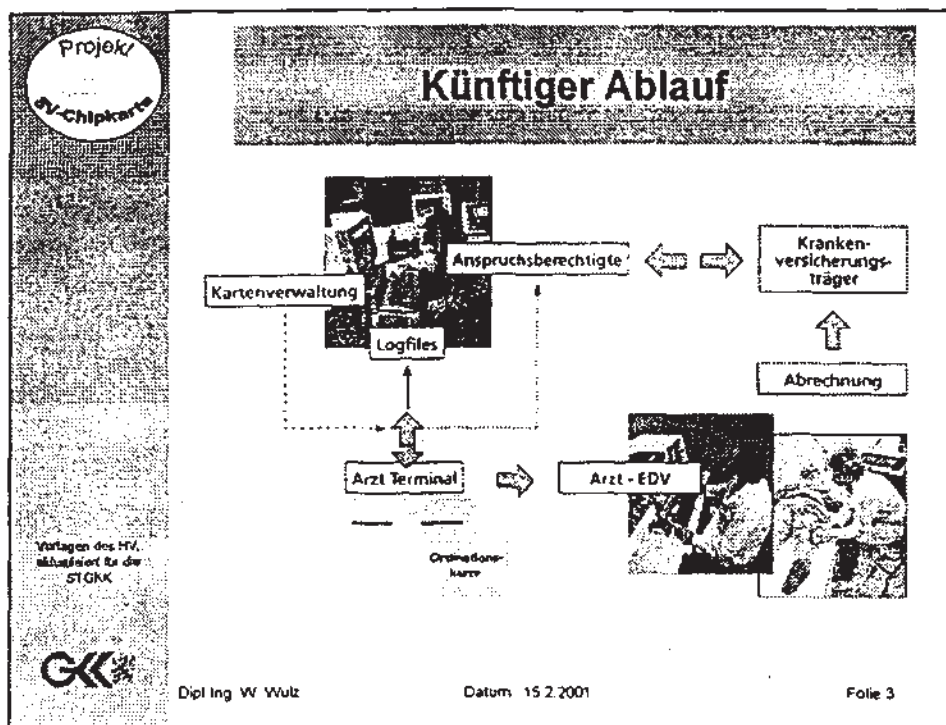 Projekt
SV-Chipkarte
Künftiger Ablauf
Anspruchsberechtigte
Kranken-
versicherungs-
träger
Kartenverwaltung
Logfiles
Abrechnung
Arzt Terminal
Arzt - EDV
Ordinations-
karte
Vorlagen des HV,
aktualisiert für die
STGKK
GKK
Dipl Ing W. Wulz
Datum 15.2.2001
Folie 3